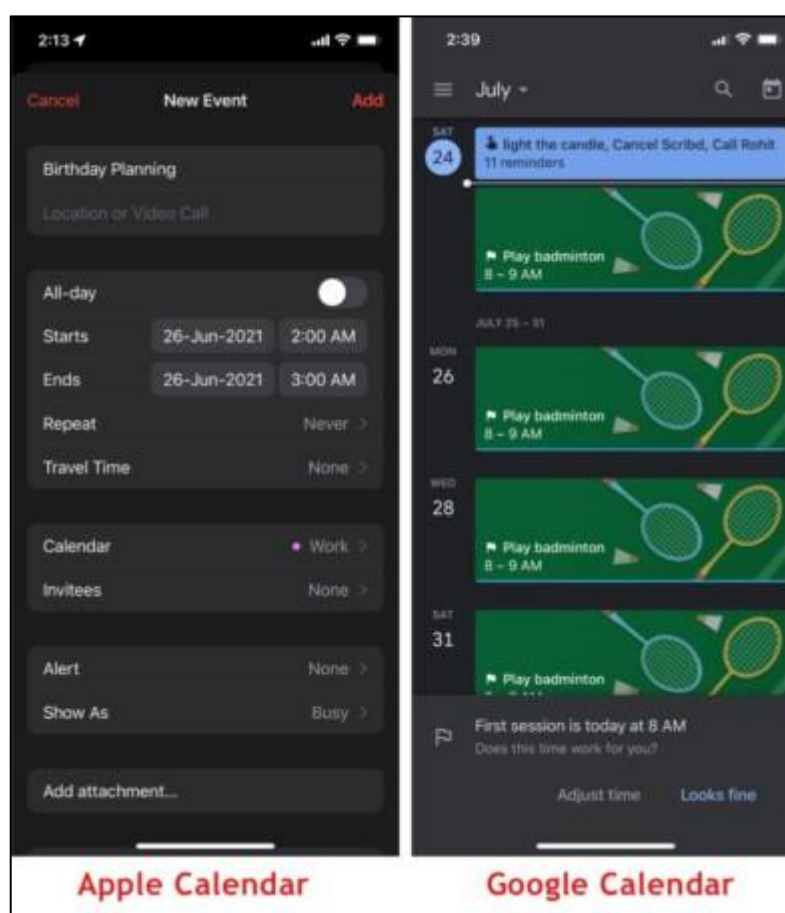 2:13
Cancel New Event Add
Birthday Planning
Location or Video Call
All-day
Starts 26-Jun-2021 2:00 AM
Ends 26-Jun-2021 3:00 AM
Repeat Never
Travel Time None
Calendar Work
Invitees None
Alert None
Show As Busy
Add attachment...
Apple Calendar
2:39
July
SAT
24
light the candle, Cancel Scribd, Call Rohit
11 reminders
Play badminton
8 – 9 AM
JULY 25 – 31
MON
26
Play badminton
8 – 9 AM
WED
28
Play badminton
8 – 9 AM
SAT
31
Play badminton
First session is today at 8 AM
Does this time work for you?
Adjust time Looks fine
Google Calendar